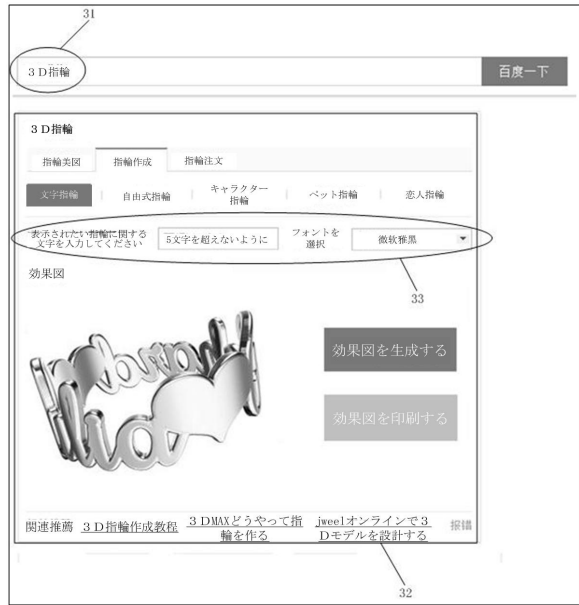 31
3D指輪
百度一下
3D指輪
指輪美図 指輪作成 指輪注文
文字指輪 自由式指輪 キャラクター指輪 ペット指輪 恋人指輪
表示されたい指輪に関する
文字を入力してください
5文字を超えないように
フォントを
選択
微软雅黒
33
効果図
効果図を生成する
効果図を印刷する
関連推薦
3D指輪作成教程
3DMAXどうやって指
輪を作る
jweelオンラインで3
Dモデルを設計する
报错
32